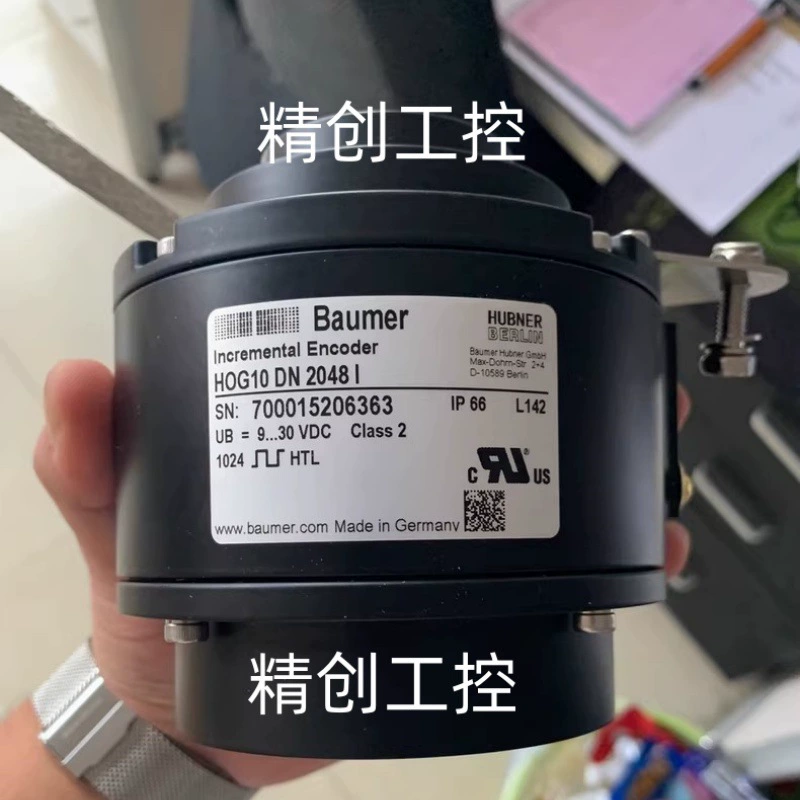 精创工控
Baumer
HUBNER
BERLIN
Incremental Encoder
Baumer Hubner GmbH
Max-Dohrn-Str 2+4
D-10589 Berlin
HOG10 DN 2048 I
SN: 700015206363 IP 66 L142
UB = 9...30 VDC Class 2
1024 HTL
C RU US
www.baumer.com Made in Germany
精创工控